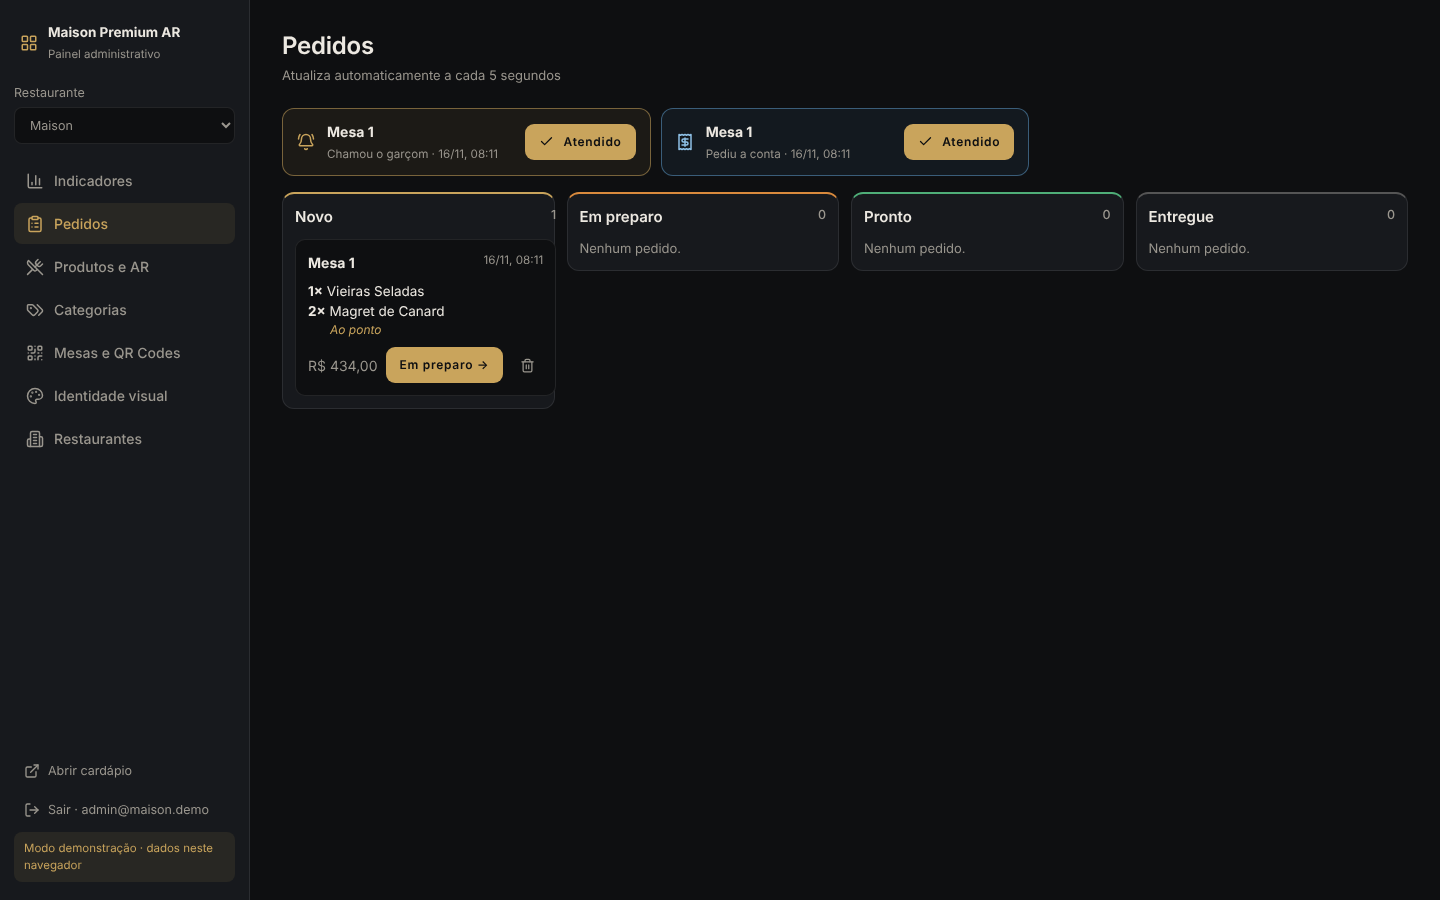 Maison Premium AR
Painel administrativo
Restaurante
Maison
Indicadores
Pedidos
Produtos e AR
Categorias
Mesas e QR Codes
Identidade visual
Restaurantes
Abrir cardápio
Sair · admin@maison.demo
Modo demonstração · dados neste
navegador
Pedidos
Atualiza automaticamente a cada 5 segundos
Mesa 1
Chamou o garçom · 16/11, 08:11
Atendido
Mesa 1
Pediu a conta · 16/11, 08:11
Atendido
Novo 1
Mesa 1 16/11, 08:11
1× Vieiras Seladas
2× Magret de Canard
Ao ponto
R$ 434,00 Em preparo →
Em preparo 0
Nenhum pedido.
Pronto 0
Nenhum pedido.
Entregue 0
Nenhum pedido.